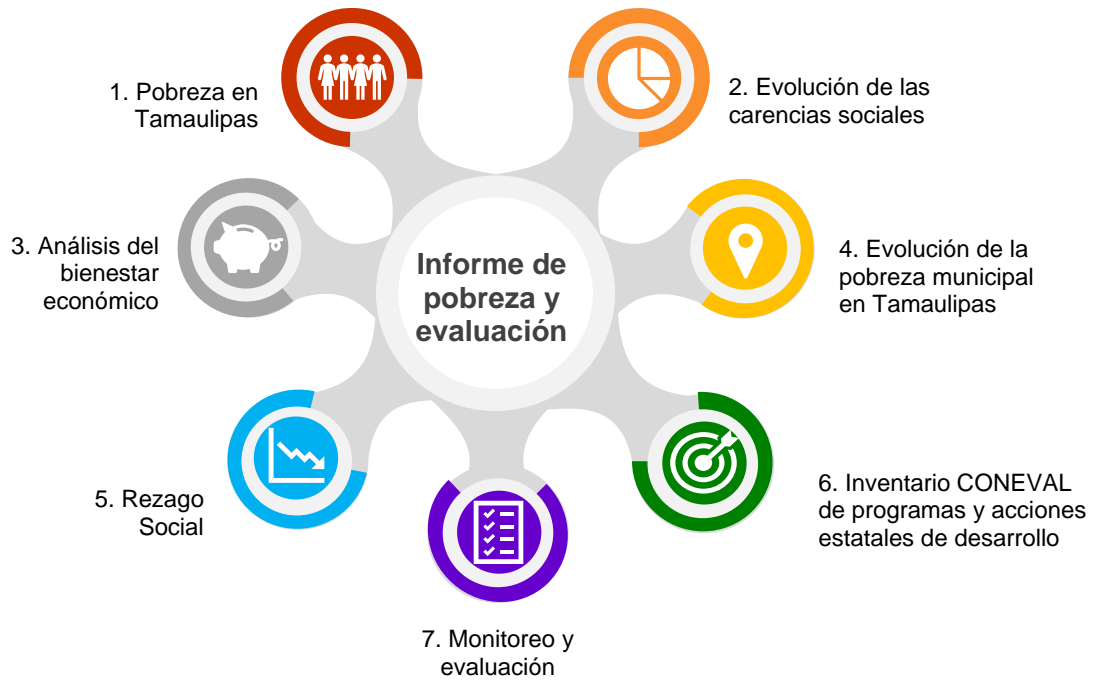 1. Pobreza en
Tamaulipas
2. Evolución de las
carencias sociales
3. Análisis del
bienestar
económico
Informe de
pobreza y
evaluación
4. Evolución de la
pobreza municipal
en Tamaulipas
5. Rezago
Social
6. Inventario CONEVAL
de programas y acciones
estatales de desarrollo
7. Monitoreo y
evaluación